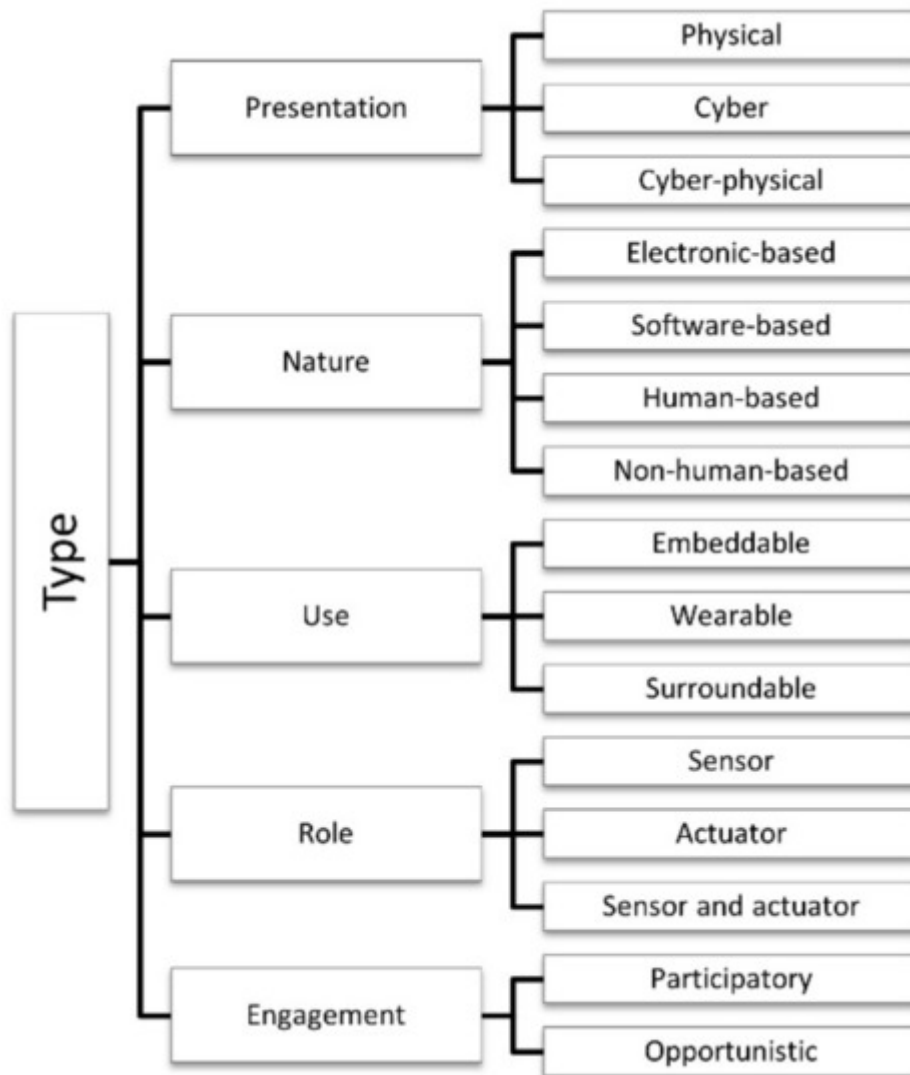 Type
Presentation
Physical
Cyber
Cyber-physical
Nature
Electronic-based
Software-based
Human-based
Non-human-based
Use
Embeddable
Wearable
Surroundable
Role
Sensor
Actuator
Sensor and actuator
Engagement
Participatory
Opportunistic